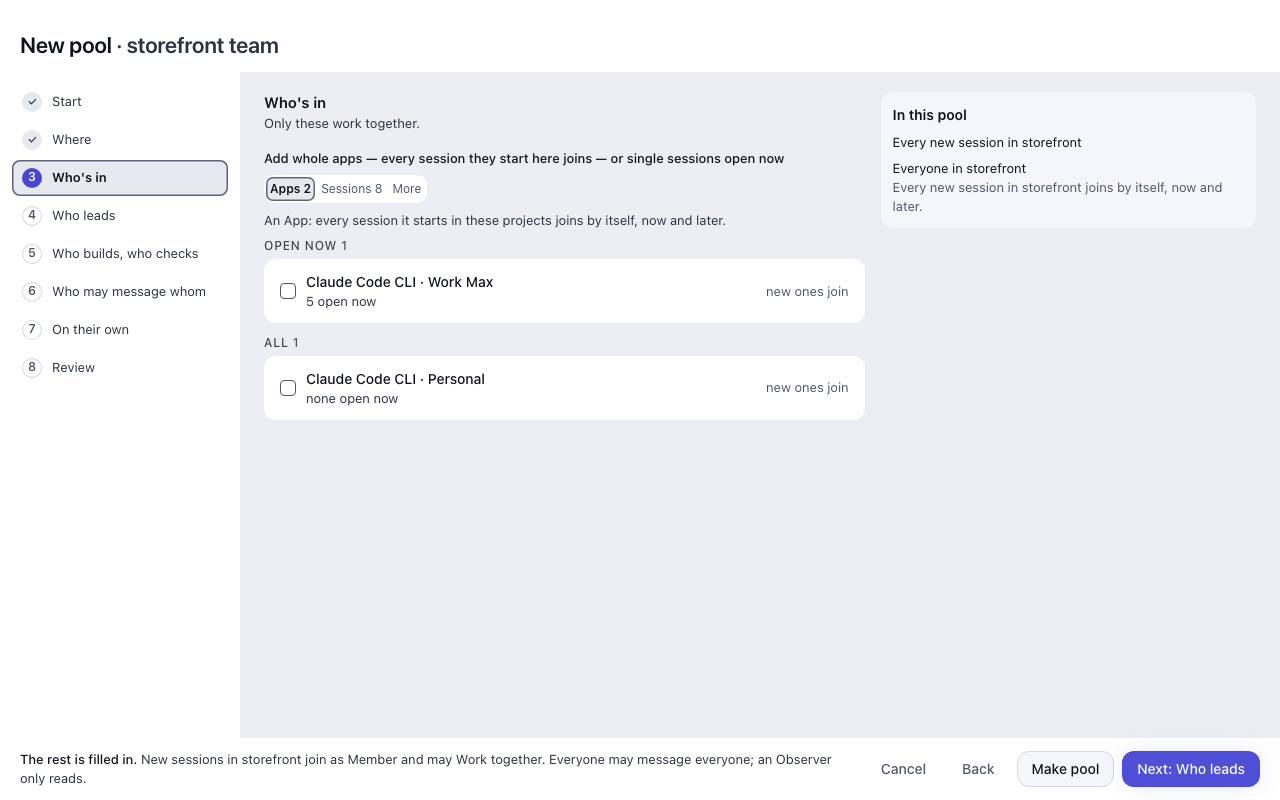 New pool · storefront team
Start
Where
3 Who's in
4 Who leads
5 Who builds, who checks
6 Who may message whom
7 On their own
8 Review
Who's in
Only these work together.
Add whole apps — every session they start here joins — or single sessions open now
Apps 2 Sessions 8 More
An App: every session it starts in these projects joins by itself, now and later.
OPEN NOW 1
Claude Code CLI · Work Max
5 open now
new ones join
ALL 1
Claude Code CLI · Personal
none open now
new ones join
In this pool
Every new session in storefront
Everyone in storefront
Every new session in storefront joins by itself, now and
later.
The rest is filled in. New sessions in storefront join as Member and may Work together. Everyone may message everyone; an Observer
only reads.
Cancel Back Make pool Next: Who leads